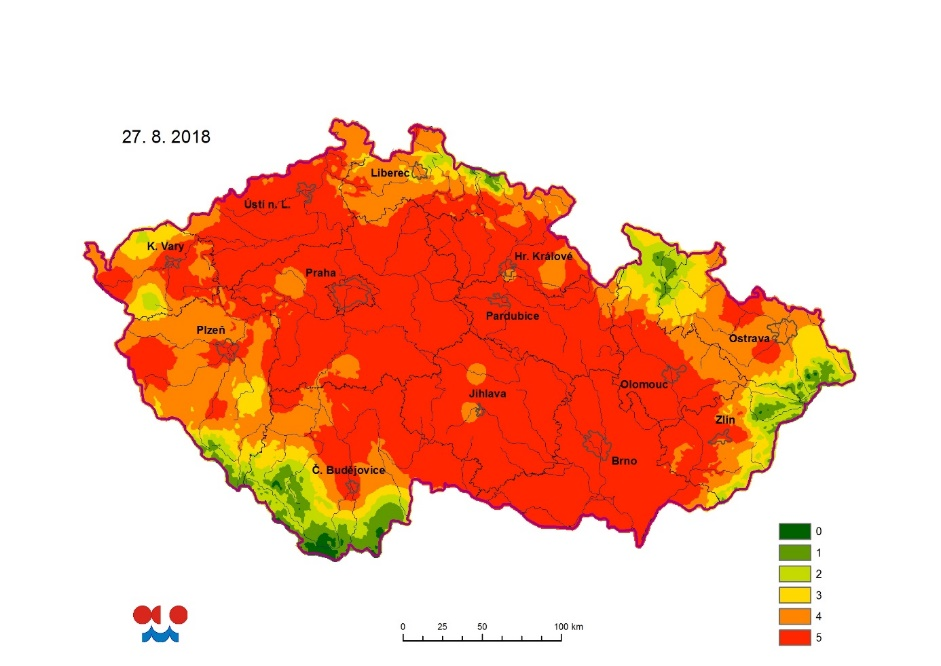 27. 8. 2018
Liberec
Ústí n. L.
K. Vary
Hr. Králové
Praha
Pardubice
Plzeň
Ostrava
Olomouc
Jihlava
Zlín
Brno
Č. Budějovice
0
1
2
3
4
5
0 25 50 100 km